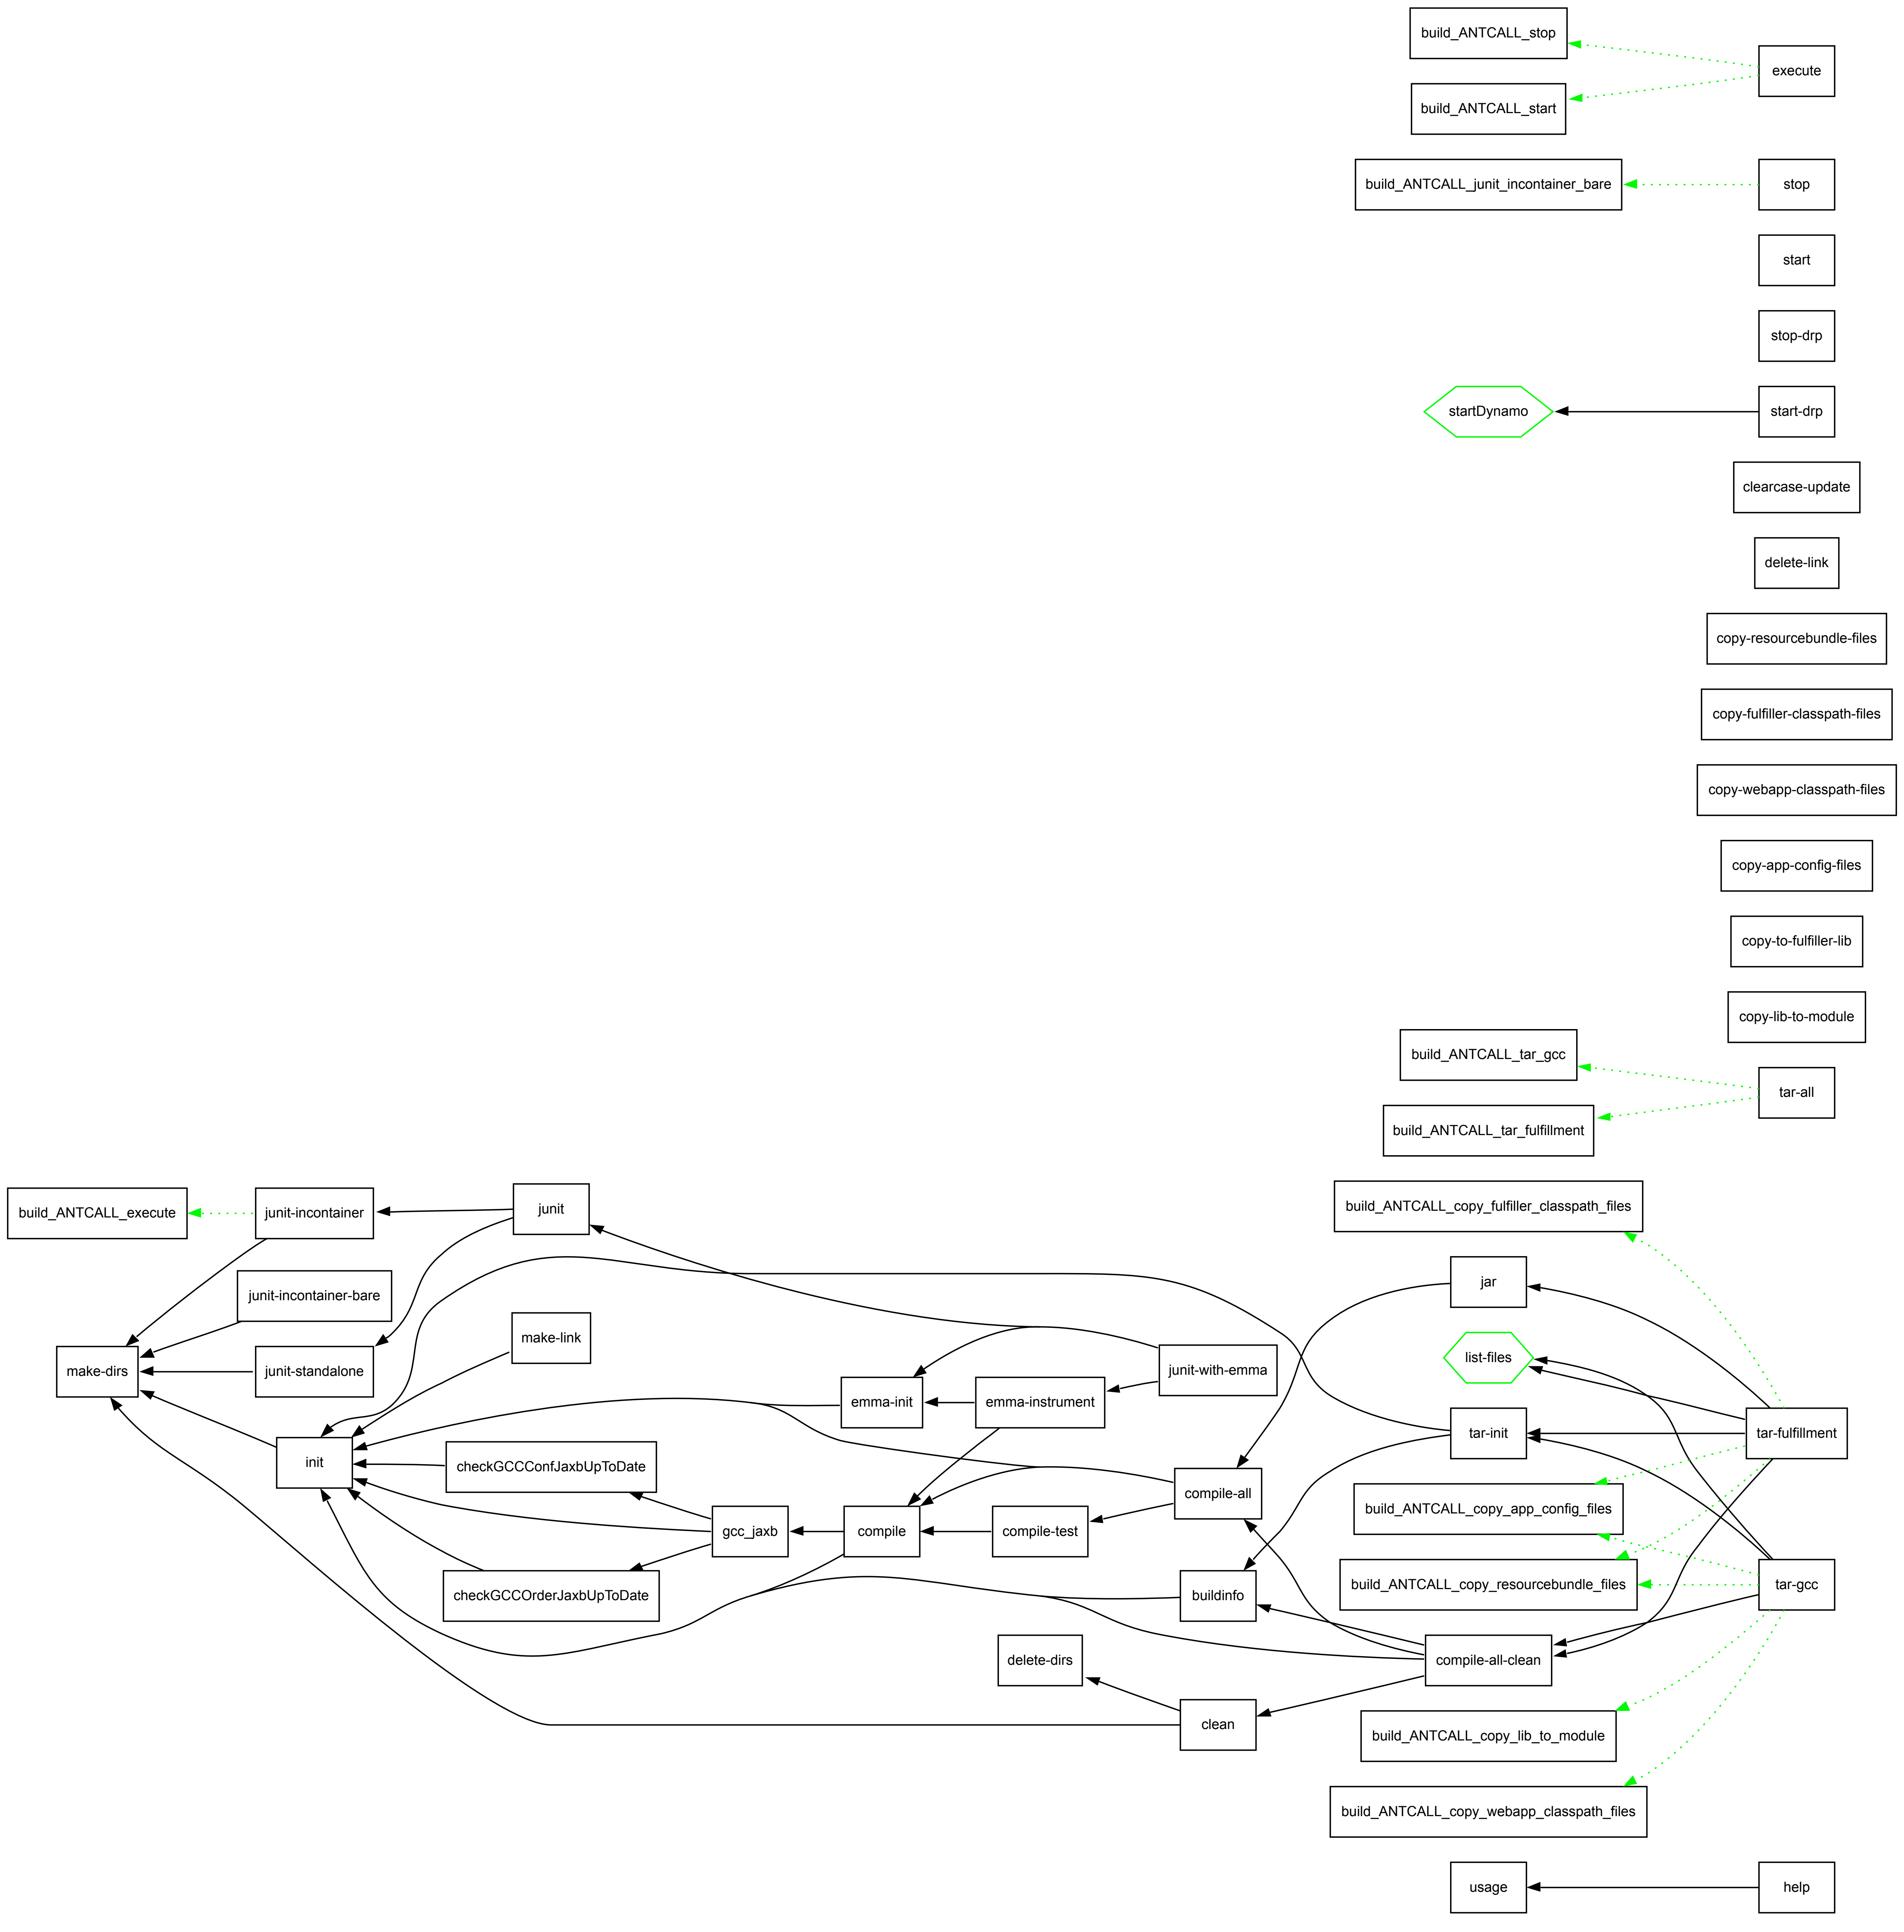 build_ANTCALL_stop
execute
build_ANTCALL_start
build_ANTCALL_junit_incontainer_bare
stop
start
stop-drp
startDynamo
start-drp
clearcase-update
delete-link
copy-resourcebundle-files
copy-fulfiller-classpath-files
copy-webapp-classpath-files
copy-app-config-files
copy-to-fulfiller-lib
copy-lib-to-module
build_ANTCALL_tar_gcc
tar-all
build_ANTCALL_tar_fulfillment
build_ANTCALL_execute
junit-incontainer
junit
build_ANTCALL_copy_fulfiller_classpath_files
junit-incontainer-bare
jar
make-link
make-dirs
junit-standalone
junit-with-emma
list-files
emma-init
emma-instrument
tar-init
tar-fulfillment
init
checkGCCConfJaxbUpToDate
compile-all
build_ANTCALL_copy_app_config_files
gcc_jaxb
compile
compile-test
checkGCCOrderJaxbUpToDate
buildinfo
build_ANTCALL_copy_resourcebundle_files
tar-gcc
delete-dirs
compile-all-clean
clean
build_ANTCALL_copy_lib_to_module
build_ANTCALL_copy_webapp_classpath_files
usage
help